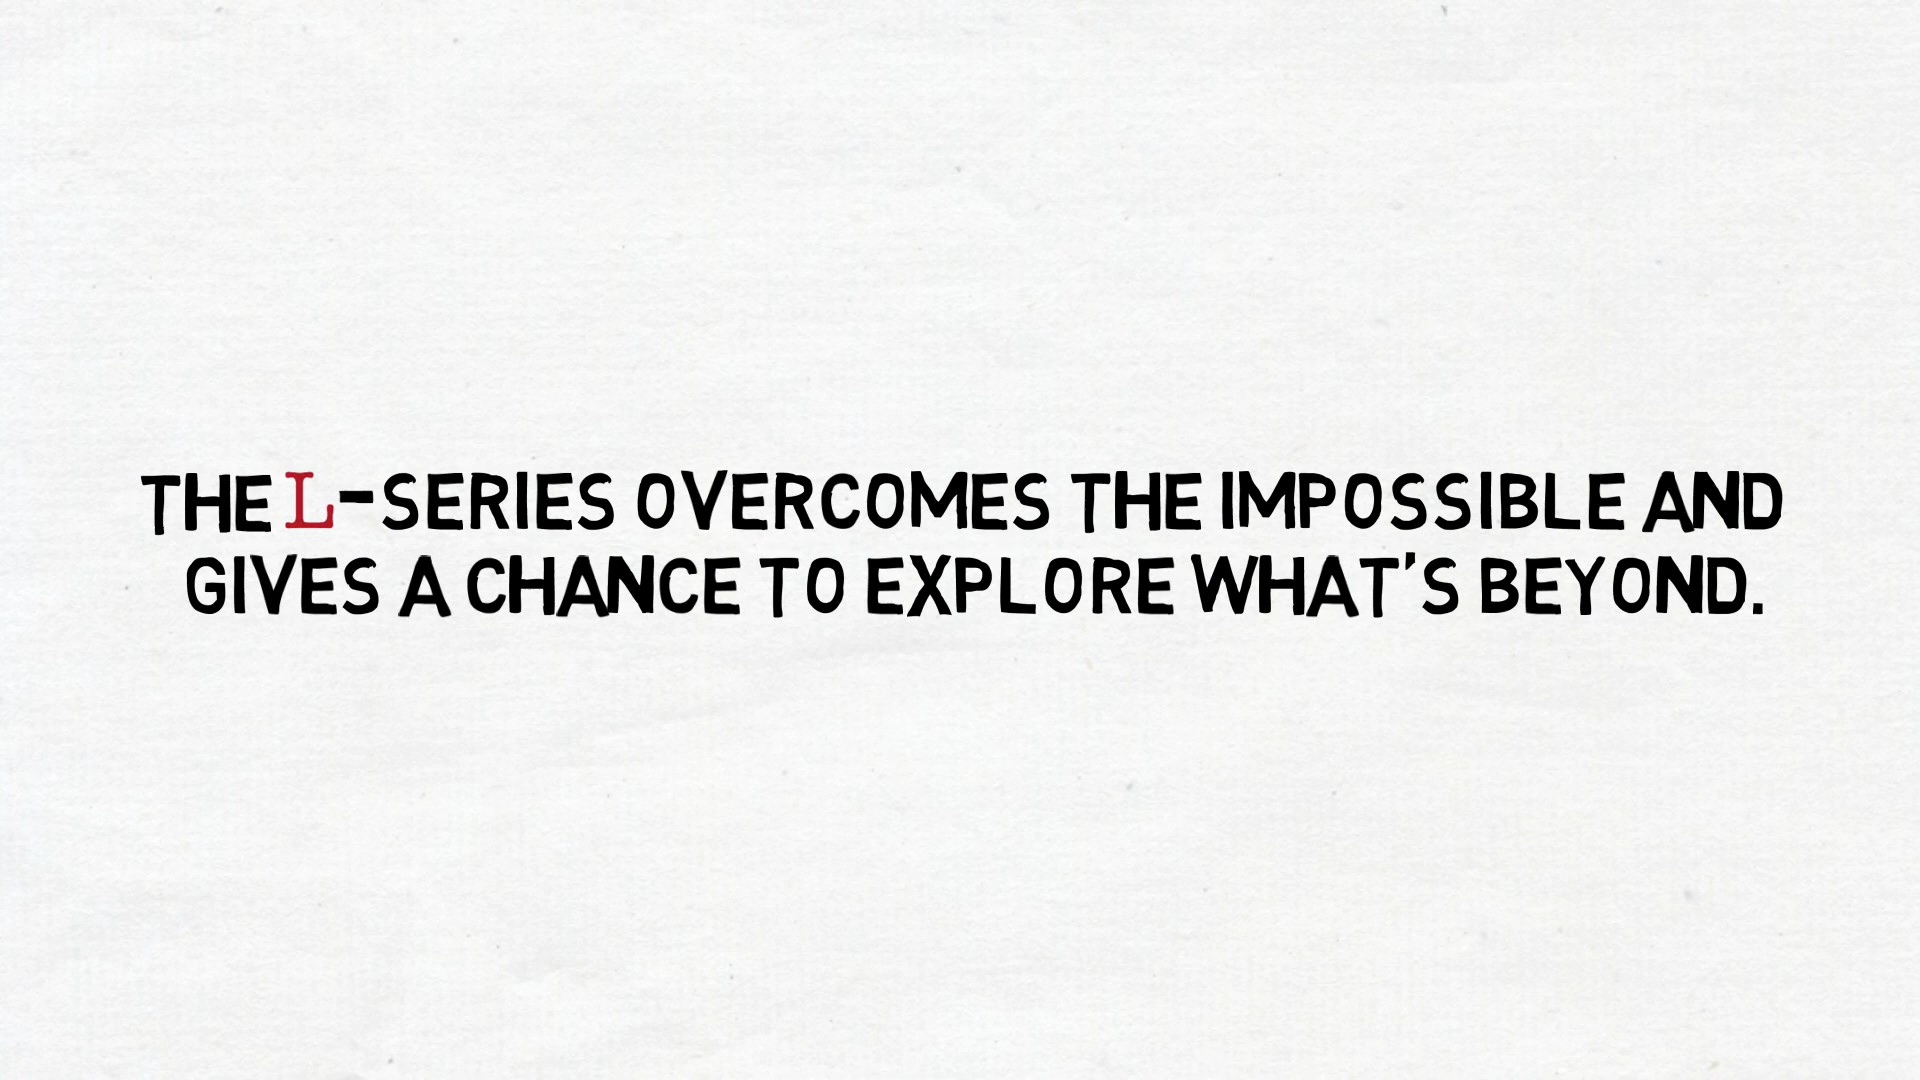 THE L-SERIES OVERCOMES THE IMPOSSIBLE AND
GIVES A CHANCE TO EXPLORE WHAT'S BEYOND.